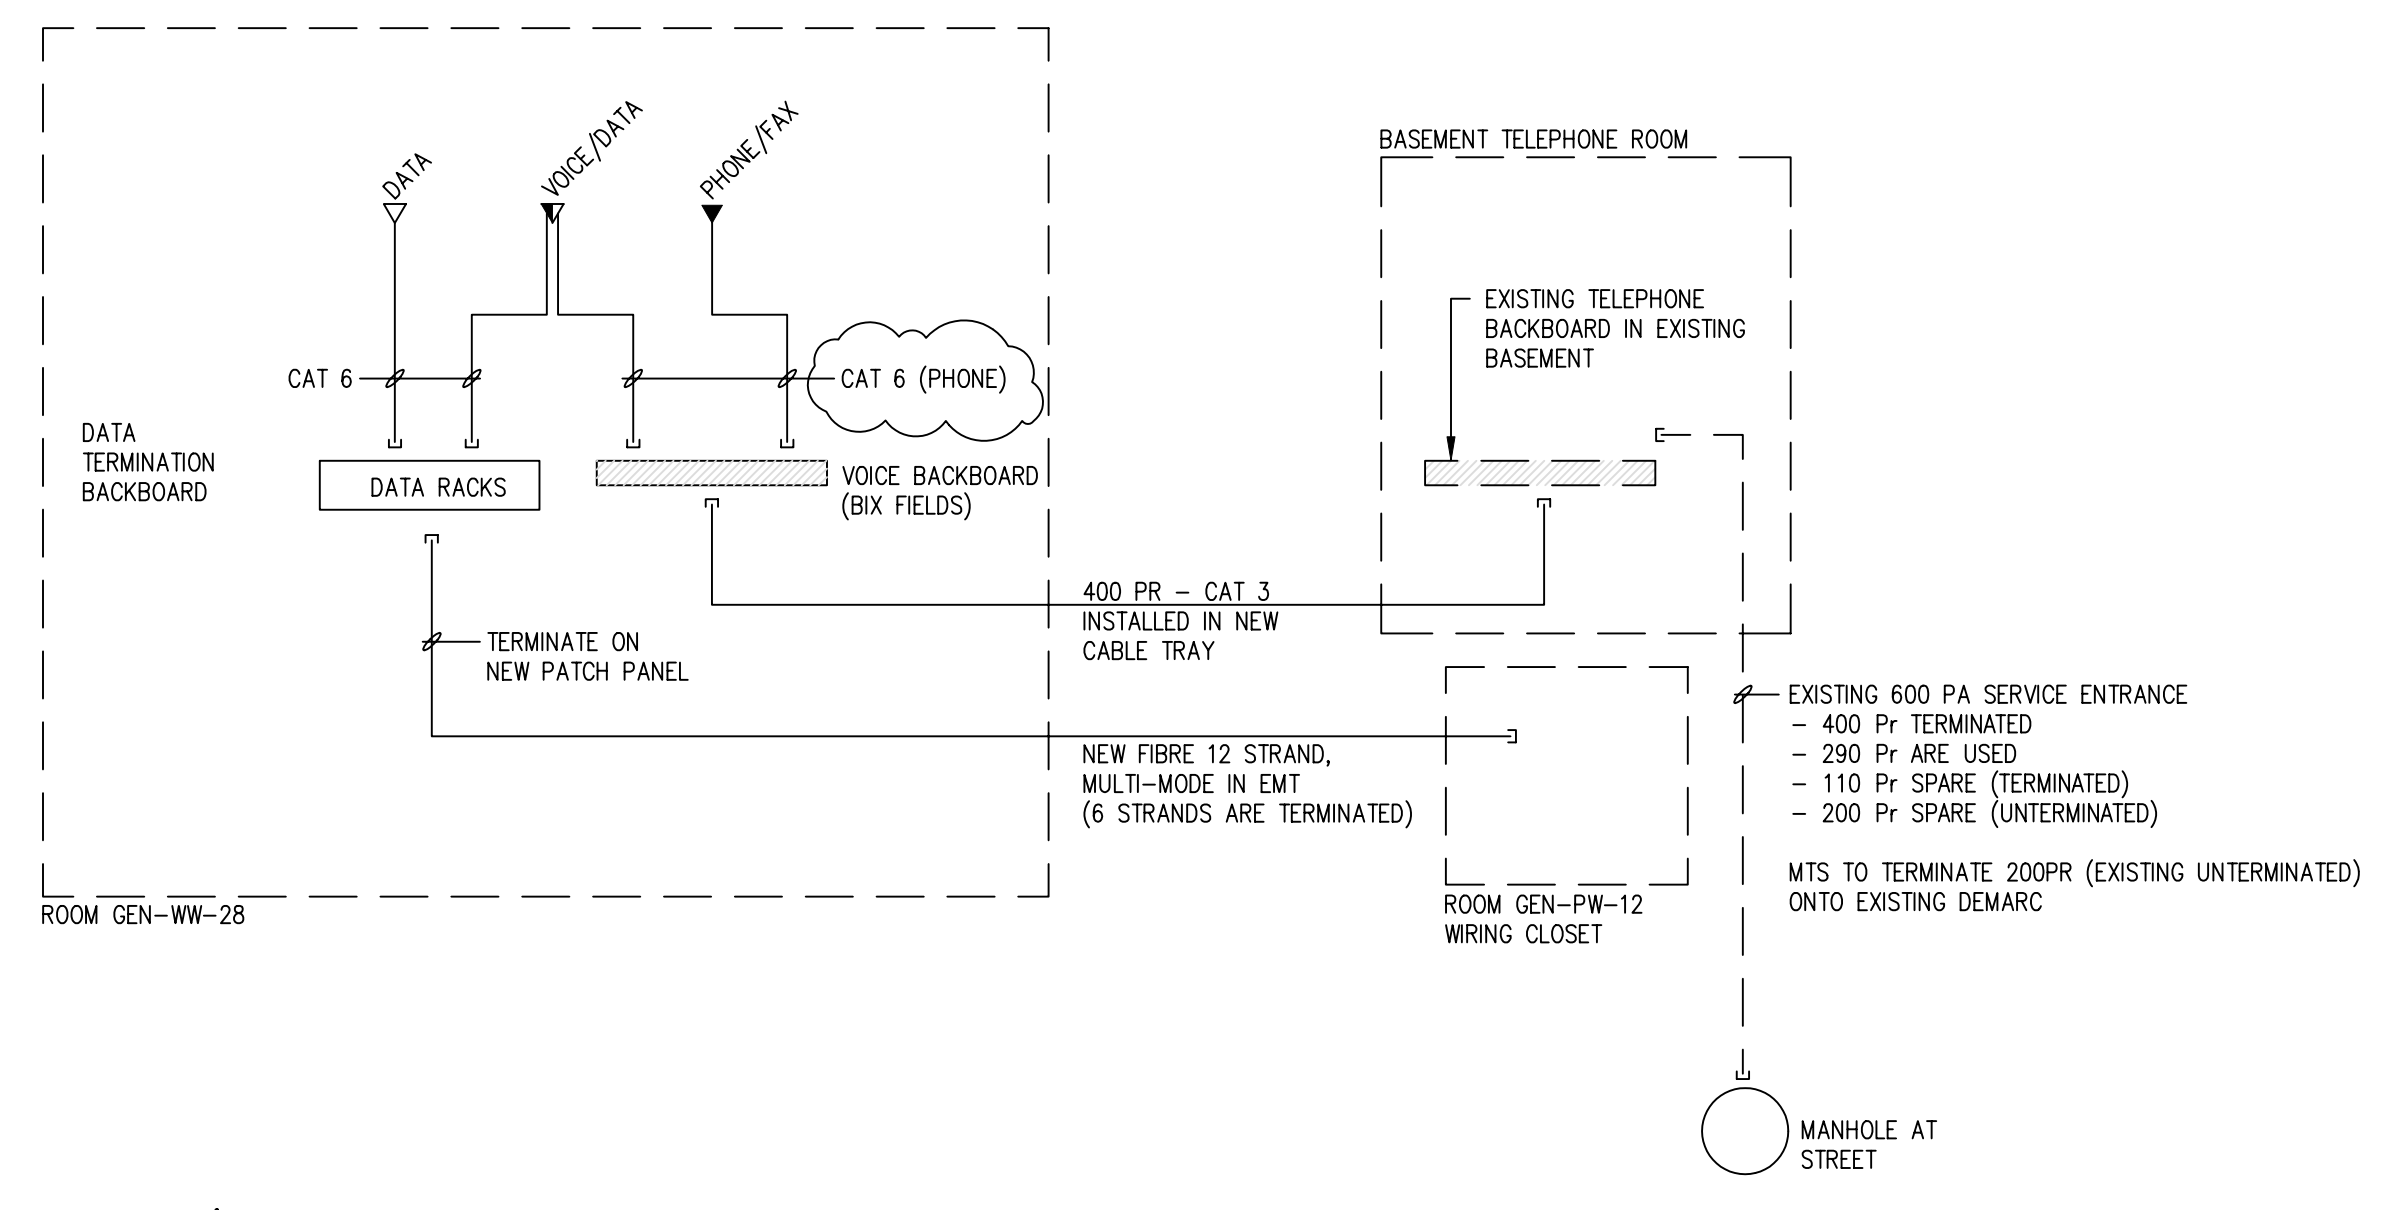 DATA
VOICE/DATA
PHONE/FAX
CAT 6
CAT 6 (PHONE)
DATA
TERMINATION
BACKBOARD
DATA RACKS
VOICE BACKBOARD
(BIX FIELDS)
TERMINATE ON
NEW PATCH PANEL
ROOM GEN-WW-28
400 PR - CAT 3
INSTALLED IN NEW
CABLE TRAY
NEW FIBRE 12 STRAND,
MULTI-MODE IN EMT
(6 STRANDS ARE TERMINATED)
BASEMENT TELEPHONE ROOM
EXISTING TELEPHONE
BACKBOARD IN EXISTING
BASEMENT
ROOM GEN-PW-12
WIRING CLOSET
EXISTING 600 PA SERVICE ENTRANCE
- 400 Pr TERMINATED
- 290 Pr ARE USED
- 110 Pr SPARE (TERMINATED)
- 200 Pr SPARE (UNTERMINATED)
MTS TO TERMINATE 200PR (EXISTING UNTERMINATED)
ONTO EXISTING DEMARC
MANHOLE AT
STREET